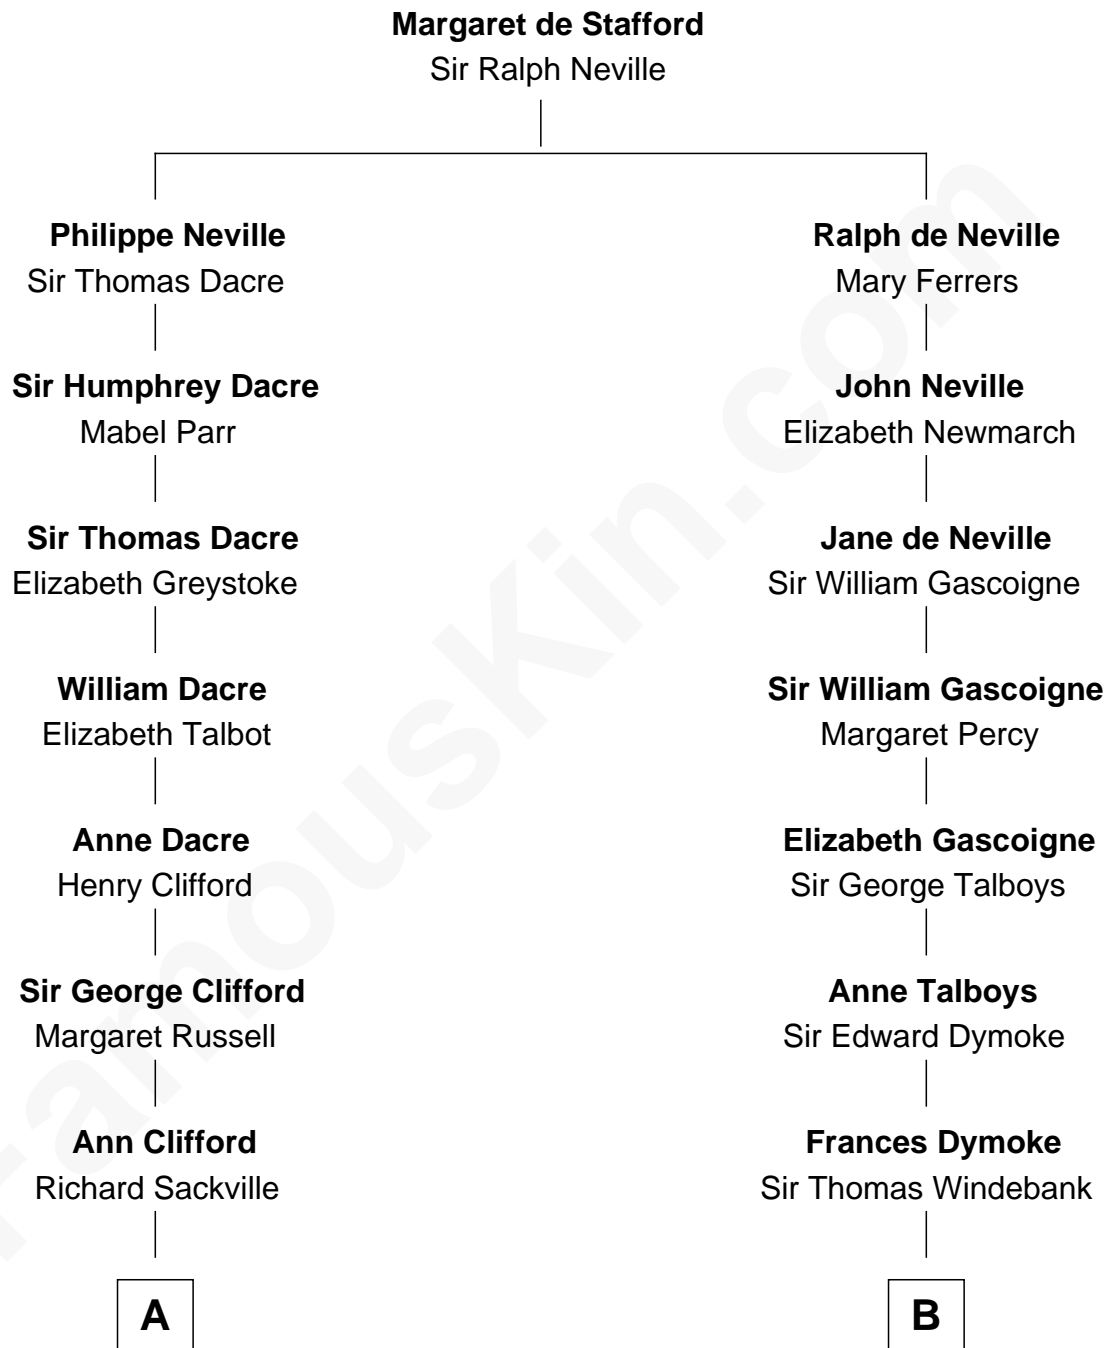 Margaret de Stafford
Sir Ralph Neville
Philippe Neville
Sir Thomas Dacre
Sir Humphrey Dacre
Mabel Parr
Sir Thomas Dacre
Elizabeth Greystoke
William Dacre
Elizabeth Talbot
Anne Dacre
Henry Clifford
Sir George Clifford
Margaret Russell
Ann Clifford
Richard Sackville
A
Ralph de Neville
Mary Ferrers
John Neville
Elizabeth Newmarch
Jane de Neville
Sir William Gascoigne
Sir William Gascoigne
Margaret Percy
Elizabeth Gascoigne
Sir George Talboys
Anne Talboys
Sir Edward Dymoke
Frances Dymoke
Sir Thomas Windebank
B
FamousKin.com